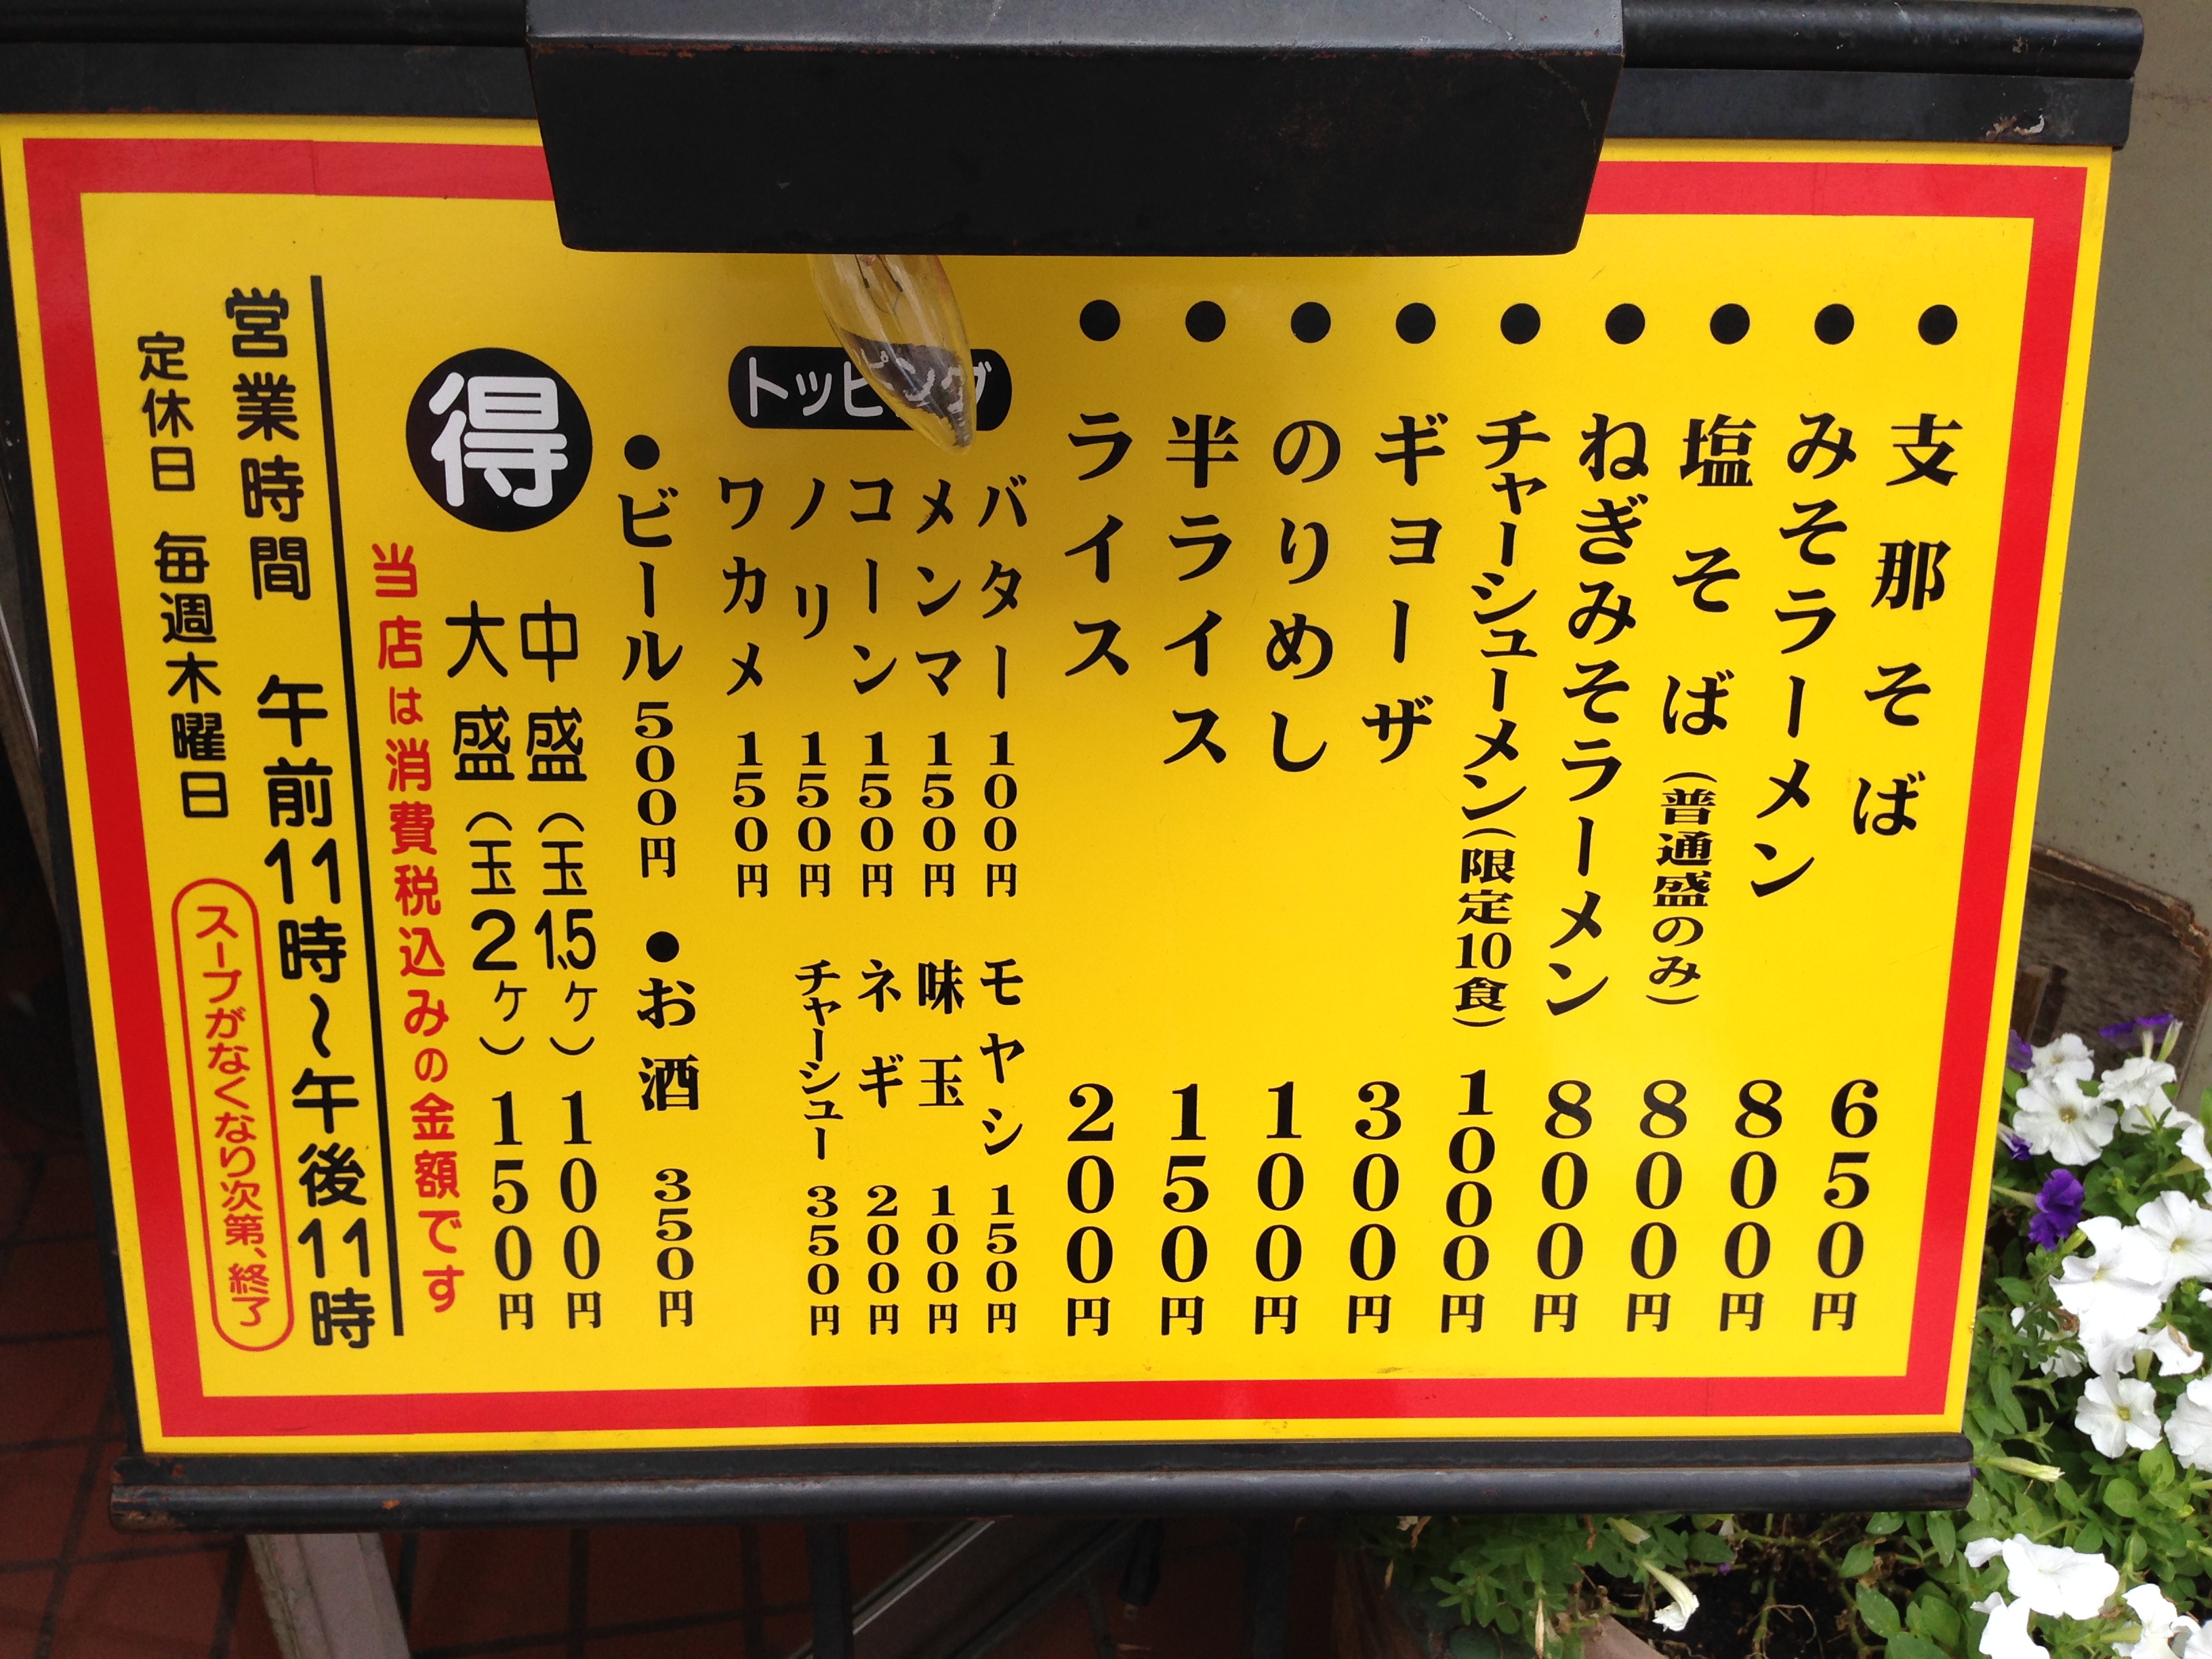 ●支那そば 650円
●みそラーメン 800円
●塩そば(普通盛のみ) 800円
●ねぎみそラーメン 800円
●チャーシューメン(限定10食) 1000円
●ギョーザ 300円
●のりめし 100円
●半ライス 150円
●ライス 200円
トッピング
バター 100円 モヤシ 150円
メンマ 150円 味玉 100円
コーン 150円 ネギ 200円
ノリ 150円 チャーシュー 350円
ワカメ 150円
●ビール 500円 ●お酒 350円
得
中盛(玉1.5ヶ) 100円
大盛(玉2ヶ) 150円
当店は消費税込みの金額です
営業時間 午前11時~午後11時
定休日 毎週木曜日
スープがなくなり次第、終了